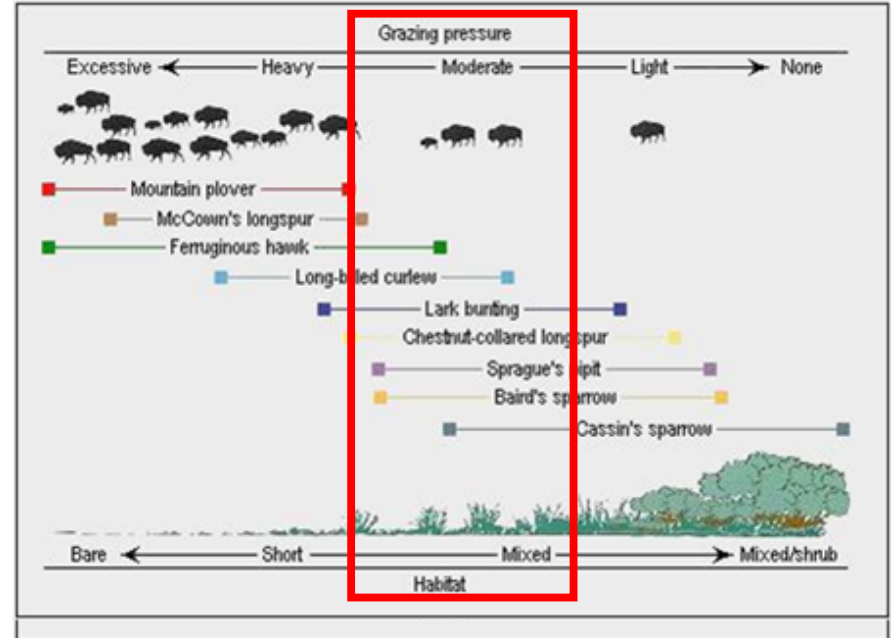 Grazing pressure
Excessive Heavy Moderate Light None
Mountain plover
McCown's longspur
Ferruginous hawk
Long-billed curlew
Lark bunting
Chestnut-collared longspur
Sprague's pipit
Baird's sparrow
Cassin's sparrow
Bare Short Mixed Mixed/shrub
Habitat